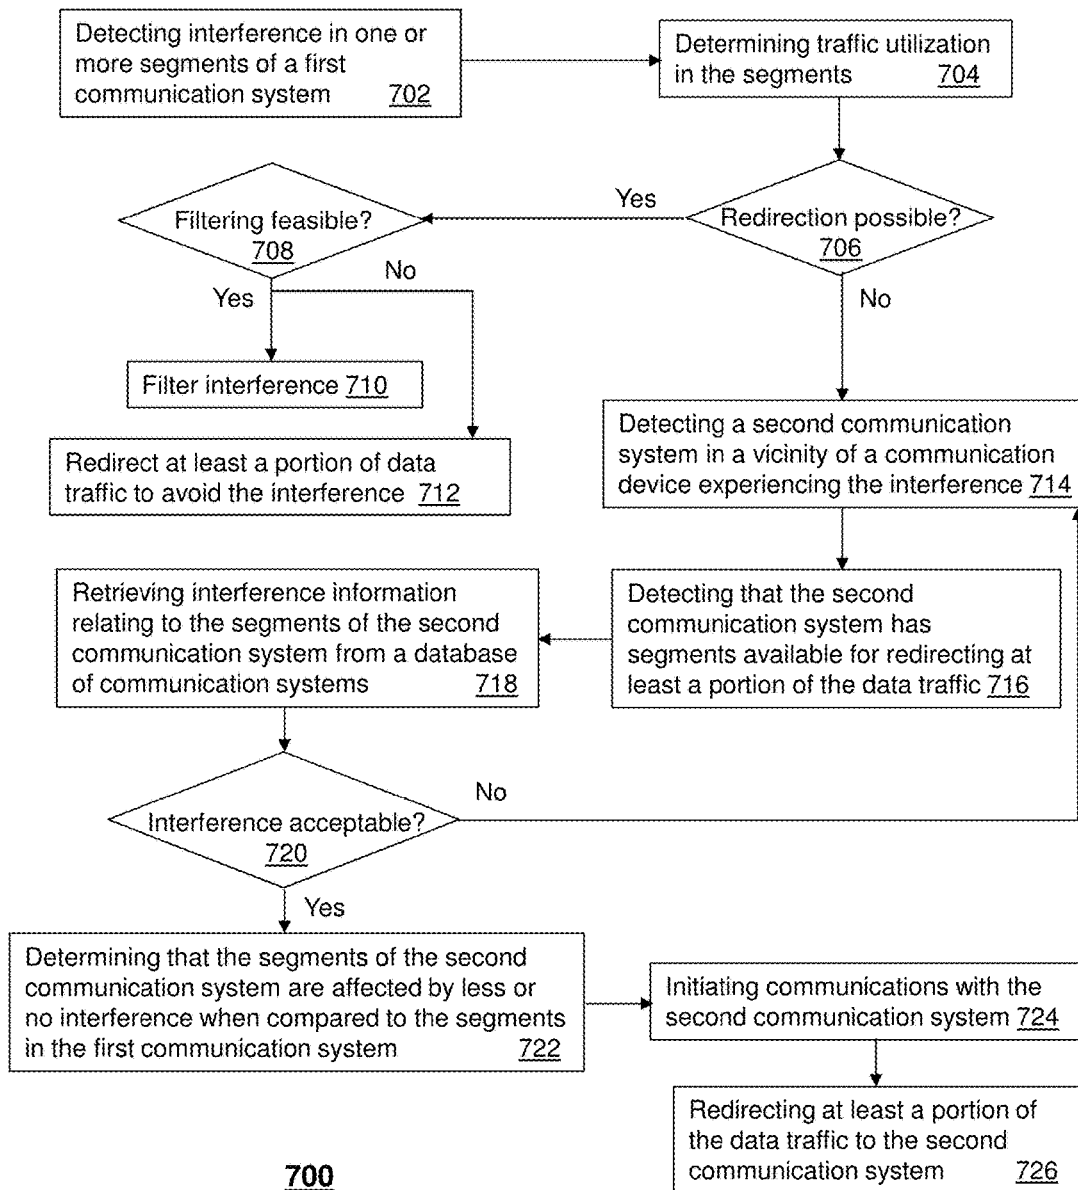 Detecting interference in one or
more segments of a first
communication system 702
Determining traffic utilization
in the segments 704
Redirection possible?
706
Yes
No
Filtering feasible?
708
Yes
No
Filter interference 710
Redirect at least a portion of data
traffic to avoid the interference 712
Detecting a second communication
system in a vicinity of a communication
device experiencing the interference 714
Detecting that the second
communication system has
segments available for redirecting at
least a portion of the data traffic 716
Retrieving interference information
relating to the segments of the second
communication system from a database
of communication systems 718
Interference acceptable?
720
No
Yes
Determining that the segments of the second
communication system are affected by less or
no interference when compared to the segments
in the first communication system 722
Initiating communications with the
second communication system 724
Redirecting at least a portion of
the data traffic to the second
communication system 726
700